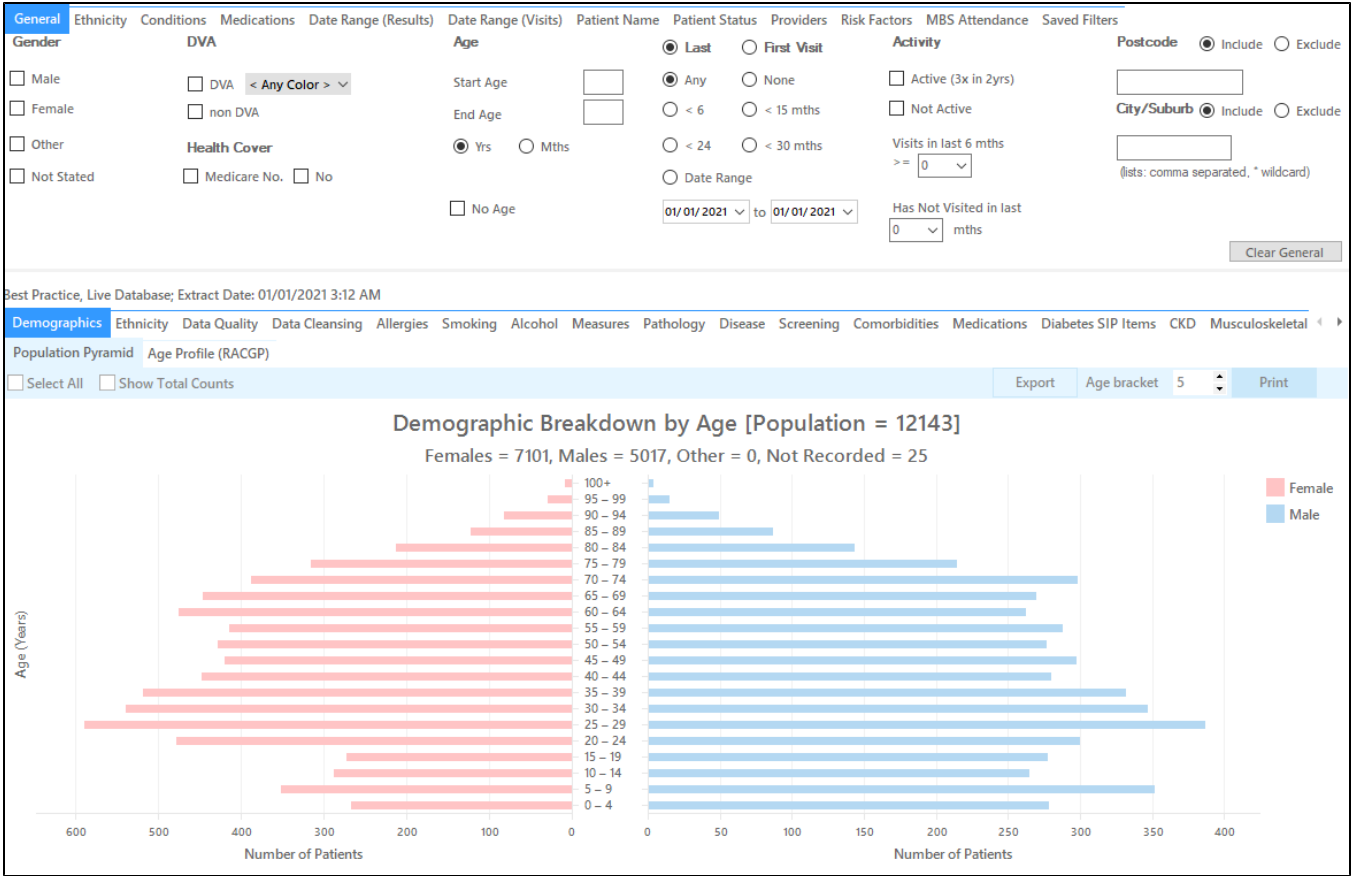 General Ethnicity Conditions Medications Date Range (Results) Date Range (Visits) Patient Name Patient Status Providers Risk Factors MBS Attendance Saved Filters
Gender DVA Age Last First Visit Activity Postcode Include Exclude
Male DVA < Any Color > Start Age Any None Active (3x in 2yrs)
Female non DVA End Age < 6 < 15 mths Not Active City/Suburb Include Exclude
Other Health Cover Yrs Mths < 24 < 30 mths Visits in last 6 mths
>= 0
Not Stated Medicare No. No Date Range (lists: comma separated, * wildcard)
No Age 01/01/2021 to 01/01/2021 Has Not Visited in last
0 mths
Clear General
Best Practice, Live Database; Extract Date: 01/01/2021 3:12 AM
Demographics Ethnicity Data Quality Data Cleansing Allergies Smoking Alcohol Measures Pathology Disease Screening Comorbidities Medications Diabetes SIP Items CKD Musculoskeletal
Population Pyramid Age Profile (RACGP)
Select All Show Total Counts Export Age bracket 5 Print
Demographic Breakdown by Age [Population = 12143]
Females = 7101, Males = 5017, Other = 0, Not Recorded = 25
Female
Male
Age (Years)
100+
95 – 99
90 – 94
85 – 89
80 – 84
75 – 79
70 – 74
65 – 69
60 – 64
55 – 59
50 – 54
45 – 49
40 – 44
35 – 39
30 – 34
25 – 29
20 – 24
15 – 19
10 – 14
5 – 9
0 – 4
600 500 400 300 200 100 0 0 50 100 150 200 250 300 350 400
Number of Patients Number of Patients